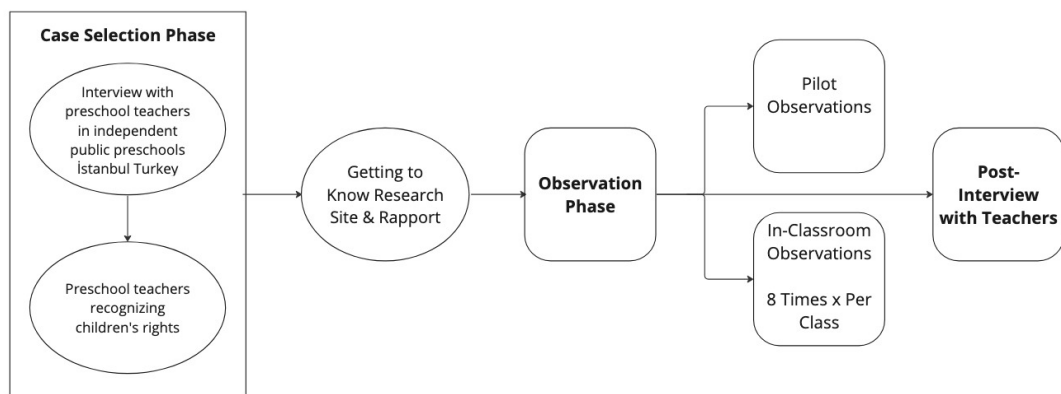 Case Selection Phase
Interview with
preschool teachers
in independent
public preschools
İstanbul Turkey
Preschool teachers
recognizing
children's rights
Getting to
Know Research
Site & Rapport
Observation
Phase
Pilot
Observations
In-Classroom
Observations
8 Times x Per
Class
Post-
Interview
with Teachers